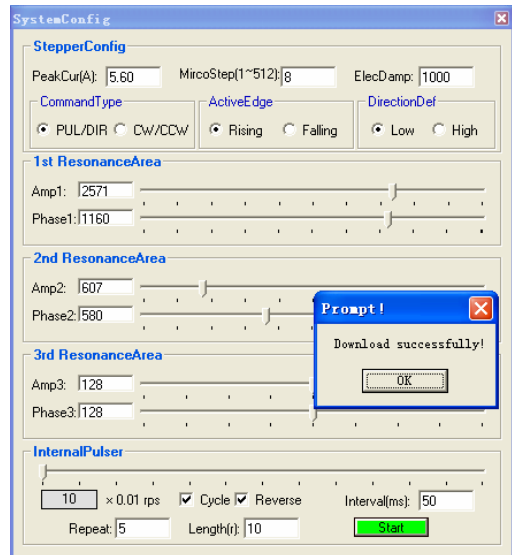 SystemConfig
StepperConfig
PeakCur(A): 5.60 MircoStep(1~512): 8 ElecDamp: 1000
CommandType ActiveEdge DirectionDef
PUL/DIR CW/CCW Rising Falling Low High
1st ResonanceArea
Amp1: 2571
Phase1: 1160
2nd ResonanceArea
Amp2: 607
Phase2: 580
Prompt!
Download successfully!
OK
3rd ResonanceArea
Amp3: 128
Phase3: 128
InternalPulser
10 × 0.01 rps Cycle Reverse Interval(ms): 50
Repeat: 5 Length(r): 10 Start